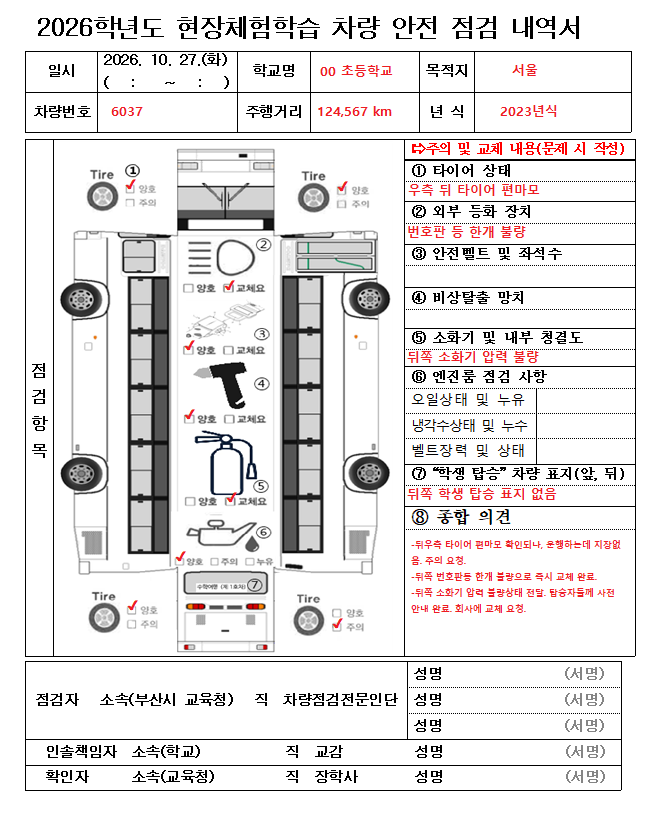 2026학년도 현장체험학습 차량 안전 점검 내역서
일시 2026. 10. 27.(화) ( : ~ : ) 학교명 00 초등학교 목적지 서울
차량번호 6037 주행거리 124,567 km 년 식 2023년식
점검항목
Tire ① ✓양호 □주의
Tire ✓양호 □주의
②
□양호 ✓교체요
③
✓양호 □교체요
④
✓양호 □교체요
⑤
□양호 ✓교체요
⑥
✓양호 □주의 □누유
수학여행 (제 1호차) ⑦
Tire ✓양호 □주의
Tire □양호 ✓주의
➪주의 및 교체 내용(문제 시 작성)
① 타이어 상태
우측 뒤 타이어 편마모
② 외부 등화 장치
번호판 등 한개 불량
③ 안전벨트 및 좌석수
④ 비상탈출 망치
⑤ 소화기 및 내부 청결도
뒤쪽 소화기 압력 불량
⑥ 엔진룸 점검 사항
오일상태 및 누유
냉각수상태 및 누수
벨트장력 및 상태
⑦ “학생 탑승” 차량 표지(앞, 뒤)
뒤쪽 학생 탑승 표지 없음
⑧ 종합 의견
-뒤우측 타이어 편마모 확인되나, 운행하는데 지장없
음. 주의 요청.
-뒤쪽 번호판등 한개 불량으로 즉시 교체 완료.
-뒤쪽 소화기 압력 불량상태 전달. 탑승자들께 사전
안내 완료. 회사에 교체 요청.
점검자 소속(부산시 교육청) 직 차량점검전문인단 성명 (서명)
성명 (서명)
성명 (서명)
인솔책임자 소속(학교) 직 교감 성명 (서명)
확인자 소속(교육청) 직 장학사 성명 (서명)